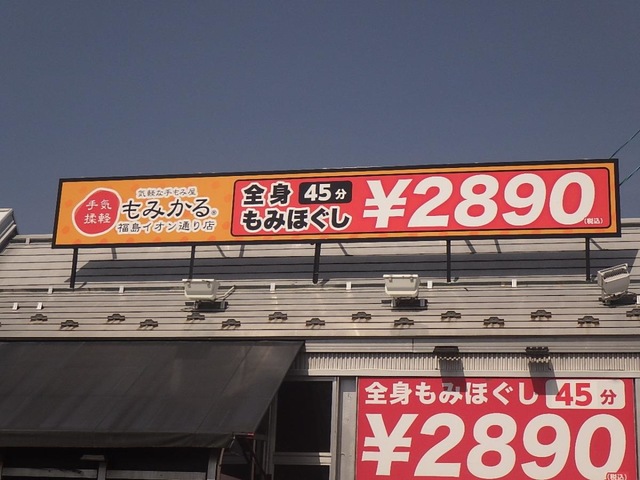 手気
揉軽
気軽な手もみ屋
もみかる®
福島イオン通り店
全身 45分
もみほぐし
¥2890
(税込)
全身もみほぐし 45分
¥2890
(税込)